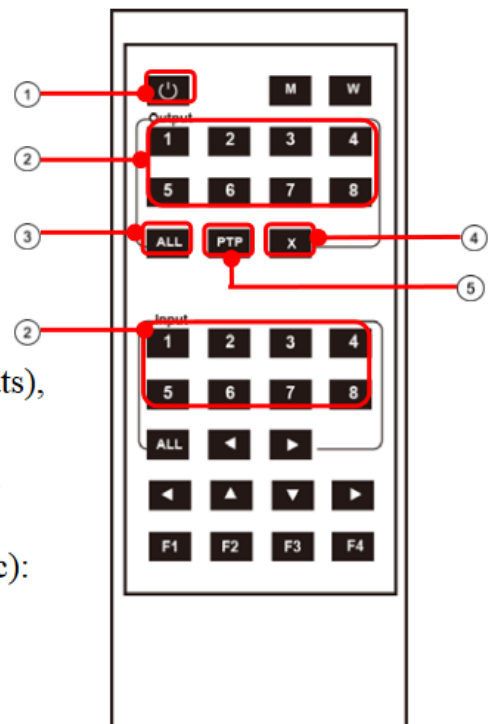 M W
1
Output
2 1 2 3 4
5 6 7 8
3 ALL PTP X 4
5
Input
2 1 2 3 4
5 6 7 8
ts),
ALL ◄ ►
◄ ▲ ▼ ►
F1 F2 F3 F4
c):